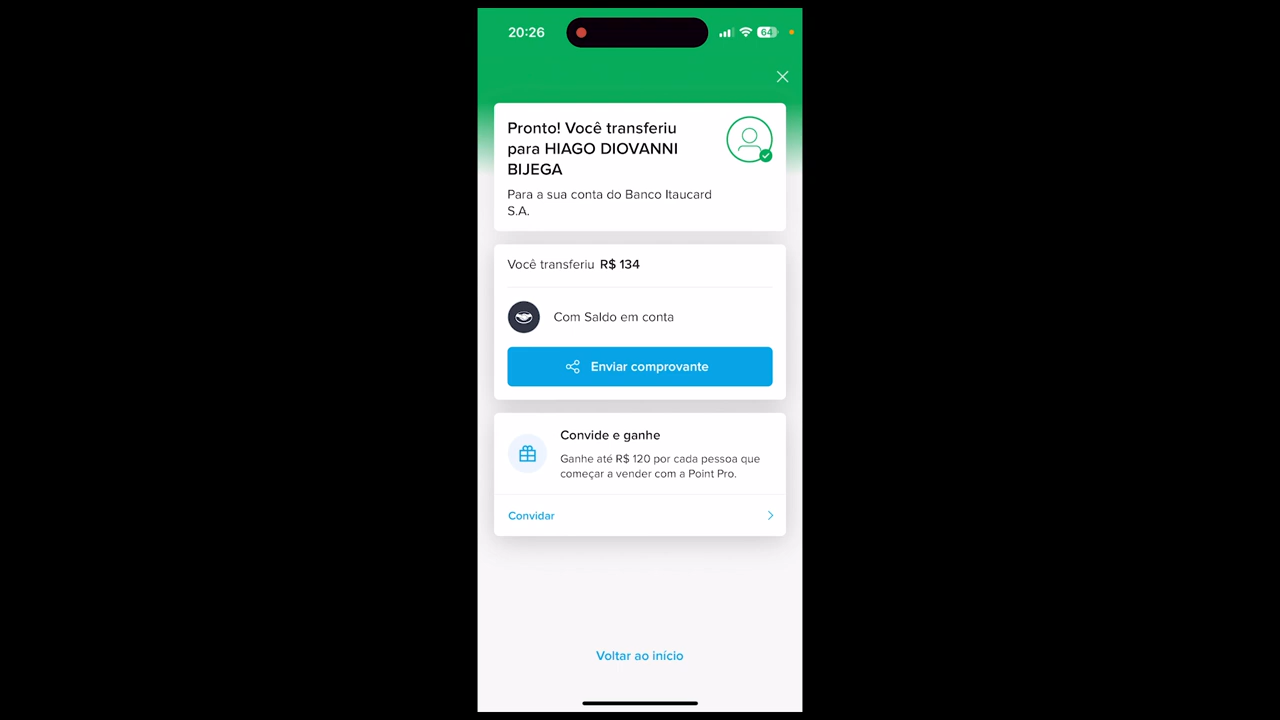 20:26
64
Pronto! Você transferiu
para HIAGO DIOVANNI
BIJEGA
Para a sua conta do Banco Itaucard
S.A.
Você transferiu R$ 134
Com Saldo em conta
Enviar comprovante
Convide e ganhe
Ganhe até R$ 120 por cada pessoa que
começar a vender com a Point Pro.
Convidar
Voltar ao início